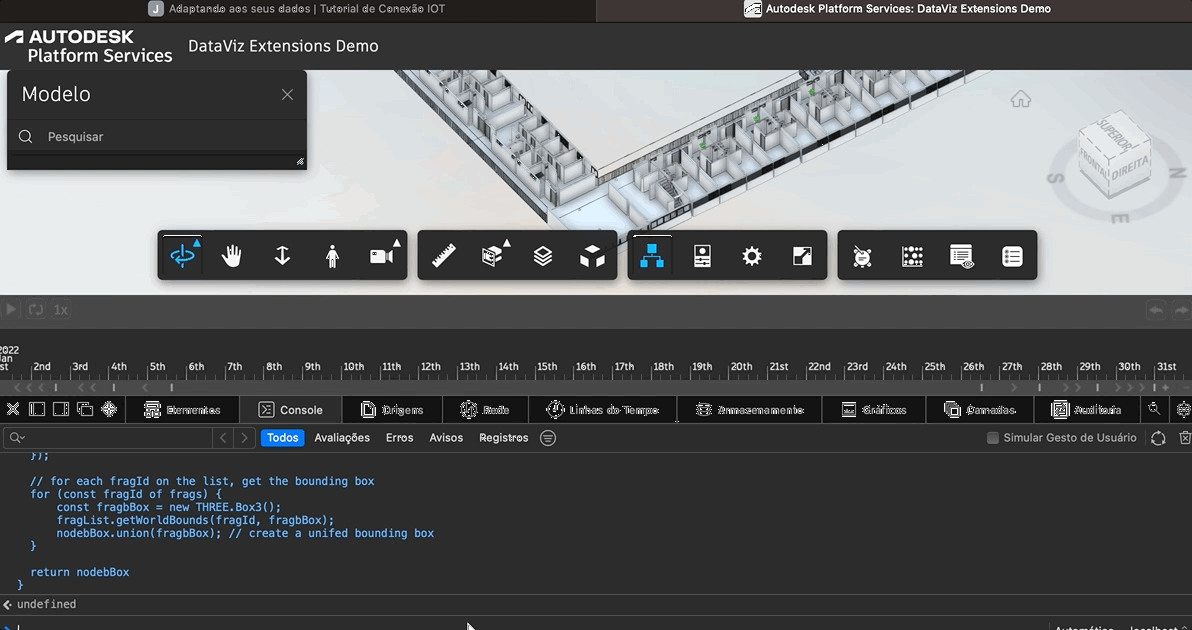 J Adaptando aos seus dados | Tutorial de Conexão IOT
Autodesk Platform Services: DataViz Extensions Demo
AUTODESK
Platform Services
DataViz Extensions Demo
Modelo
Pesquisar
SUPERIOR
FRONTAL
DIREITA
S
N
E
1x
2022
Jan
st 2nd 3rd 4th 5th 6th 7th 8th 9th 10th 11th 12th 13th 14th 15th 16th 17th 18th 19th 20th 21st 22nd 23rd 24th 25th 26th 27th 28th 29th 30th 31st
Elementos Console Origens Rede Linhas do Tempo Armazenamento Gráficos Camadas Auditoria
Todos Avaliações Erros Avisos Registros Simular Gesto de Usuário
});
// for each fragId on the list, get the bounding box
for (const fragId of frags) {
const fragbBox = new THREE.Box3();
fragList.getWorldBounds(fragId, fragbBox);
nodebBox.union(fragbBox); // create a unifed bounding box
}
return nodebBox
}
undefined
Automático localhost